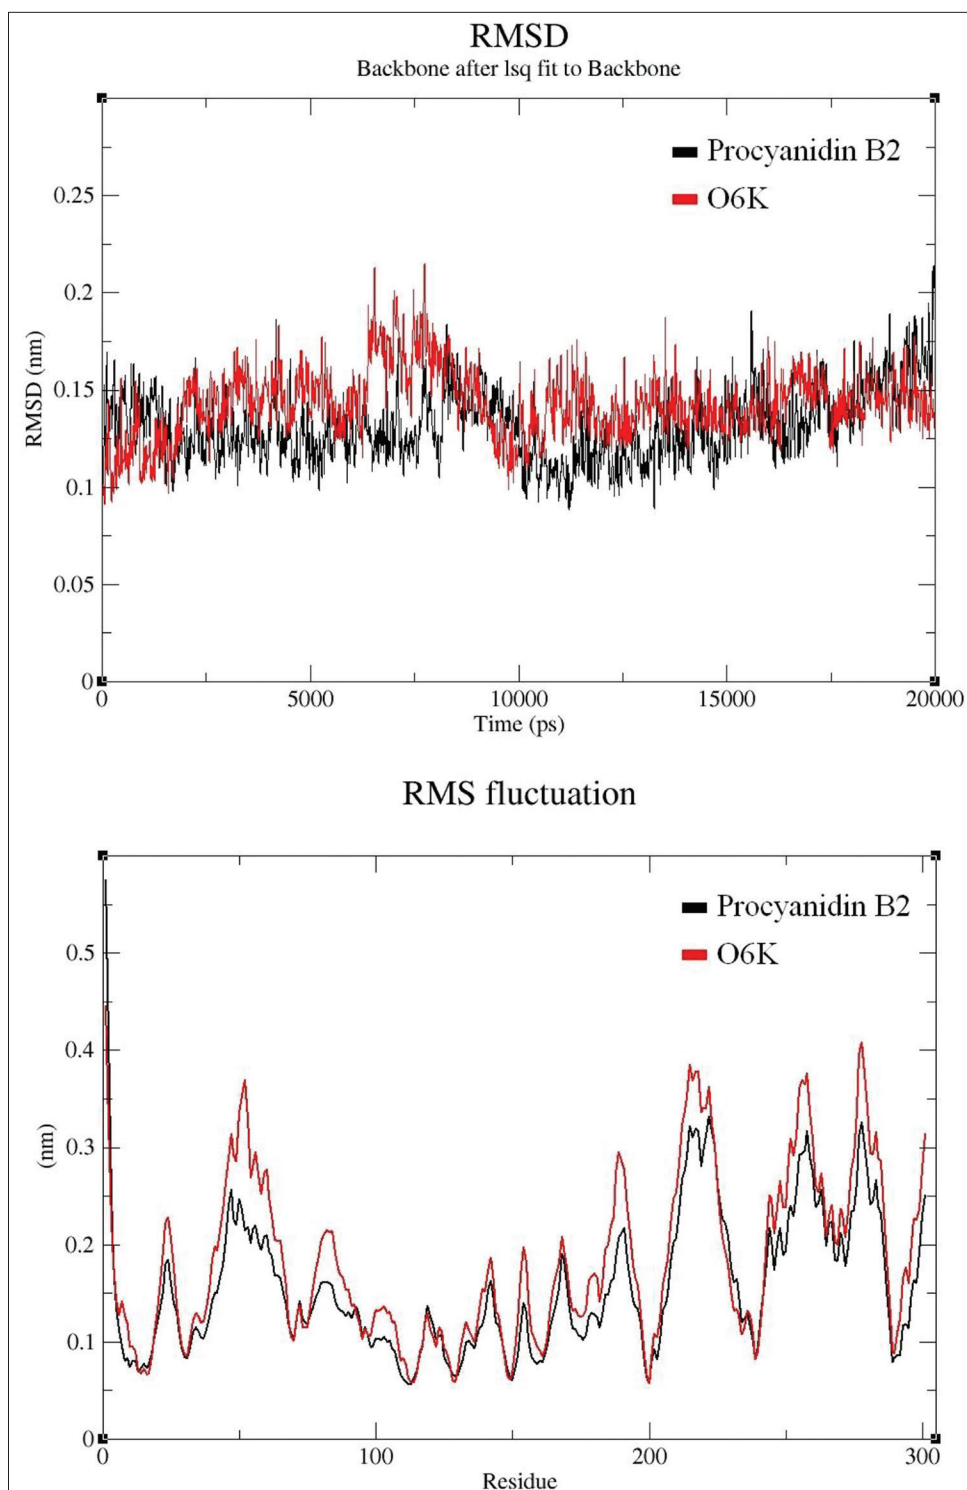 RMSD
Backbone after lsq fit to Backbone
Procyanidin B2
O6K
0.25
0.2
0.15
0.1
0.05
0
RMSD (nm)
0 5000 10000 15000 20000
Time (ps)
RMS fluctuation
Procyanidin B2
O6K
0.5
0.4
0.3
0.2
0.1
0
(nm)
0 100 200 300
Residue